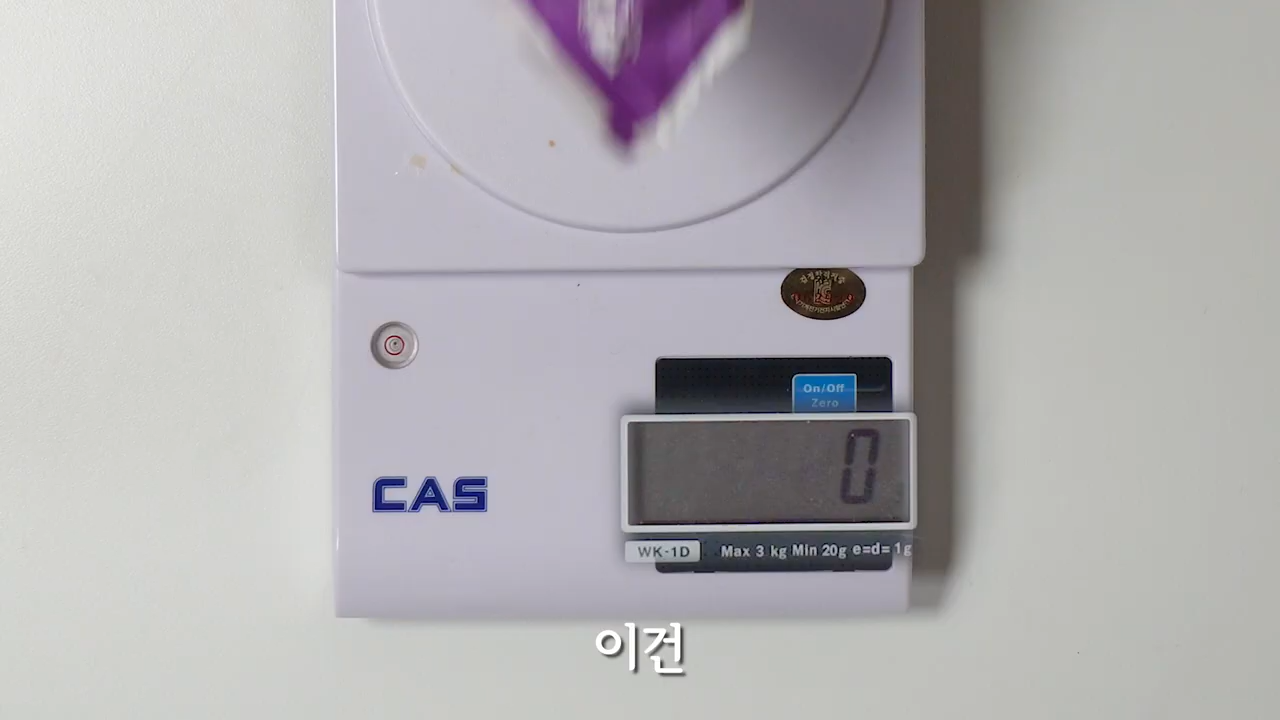 On/Off
Zero
0
CAS
WK-1D Max 3 kg Min 20g e=d= 1g
이건